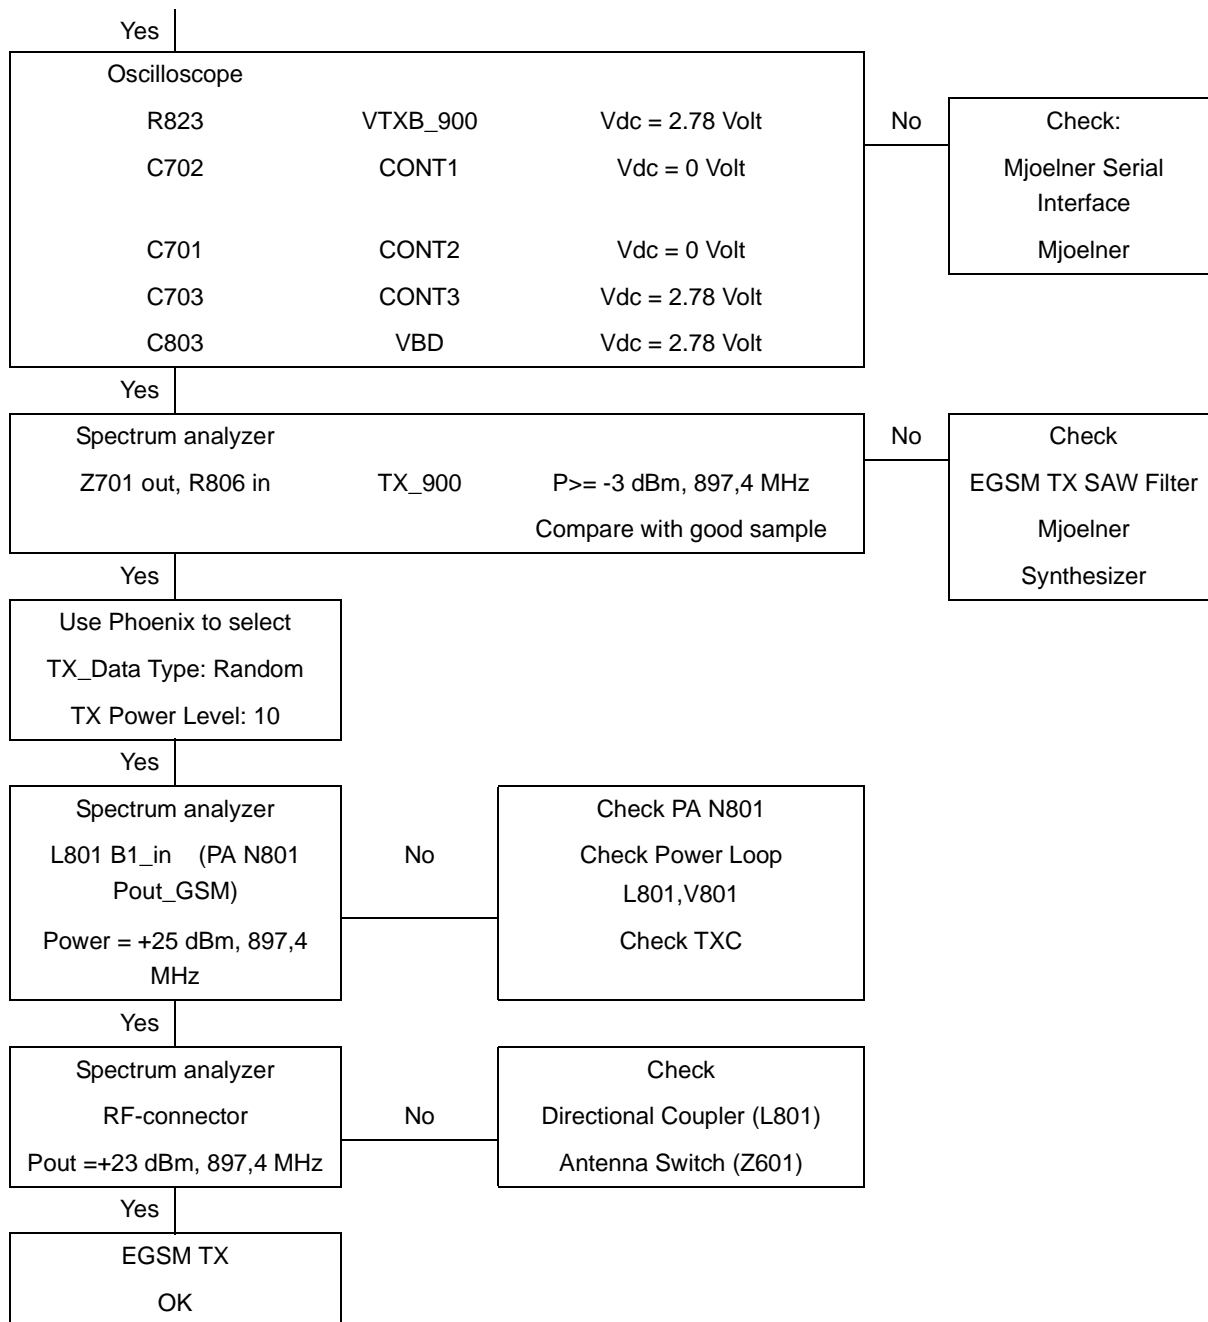 Yes
Oscilloscope
R823 VTXB_900 Vdc = 2.78 Volt
C702 CONT1 Vdc = 0 Volt
C701 CONT2 Vdc = 0 Volt
C703 CONT3 Vdc = 2.78 Volt
C803 VBD Vdc = 2.78 Volt
No
Check:
Mjoelner Serial
Interface
Mjoelner
Yes
Spectrum analyzer
Z701 out, R806 in TX_900 P>= -3 dBm, 897,4 MHz
Compare with good sample
No
Check
EGSM TX SAW Filter
Mjoelner
Synthesizer
Yes
Use Phoenix to select
TX_Data Type: Random
TX Power Level: 10
Yes
Spectrum analyzer
L801 B1_in (PA N801
Pout_GSM)
Power = +25 dBm, 897,4
MHz
No
Check PA N801
Check Power Loop
L801,V801
Check TXC
Yes
Spectrum analyzer
RF-connector
Pout =+23 dBm, 897,4 MHz
No
Check
Directional Coupler (L801)
Antenna Switch (Z601)
Yes
EGSM TX
OK